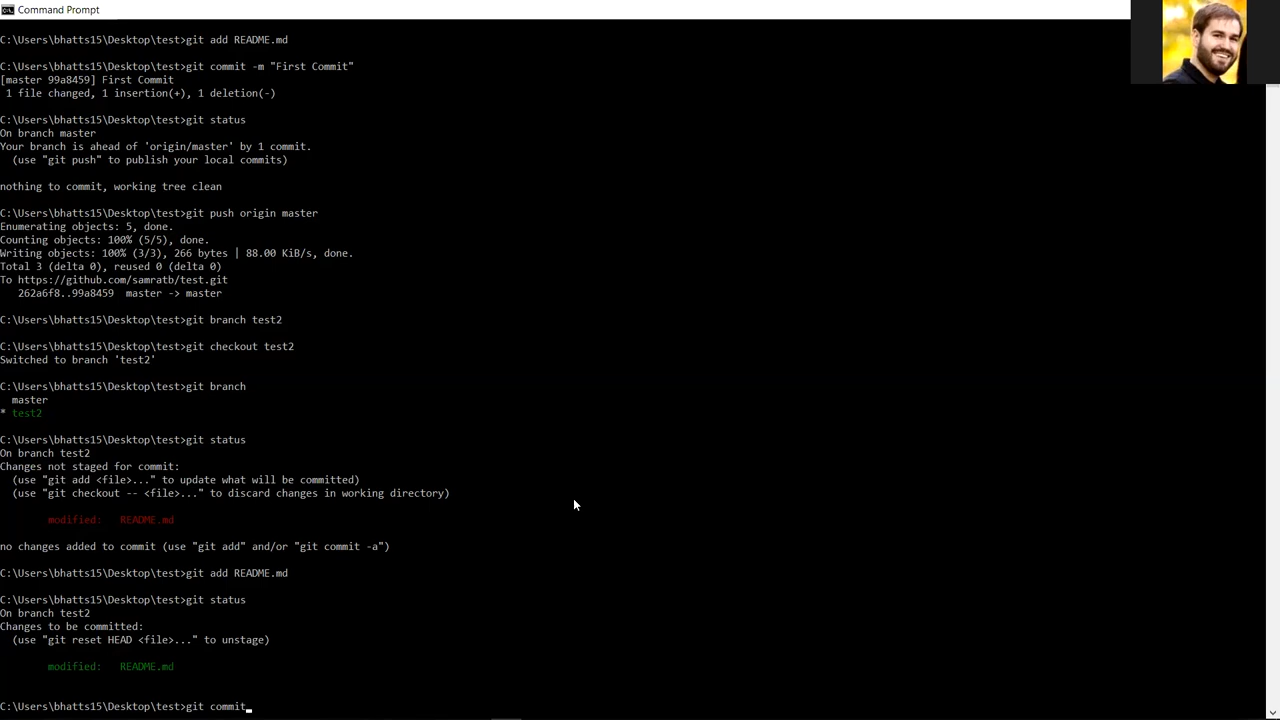 Command Prompt
C:\Users\bhatts15\Desktop\test>git add README.md
C:\Users\bhatts15\Desktop\test>git commit -m "First Commit"
[master 99a8459] First Commit
1 file changed, 1 insertion(+), 1 deletion(-)
C:\Users\bhatts15\Desktop\test>git status
On branch master
Your branch is ahead of 'origin/master' by 1 commit.
(use "git push" to publish your local commits)
nothing to commit, working tree clean
C:\Users\bhatts15\Desktop\test>git push origin master
Enumerating objects: 5, done.
Counting objects: 100% (5/5), done.
Writing objects: 100% (3/3), 266 bytes | 88.00 KiB/s, done.
Total 3 (delta 0), reused 0 (delta 0)
To https://github.com/samratb/test.git
262a6f8..99a8459  master -> master
C:\Users\bhatts15\Desktop\test>git branch test2
C:\Users\bhatts15\Desktop\test>git checkout test2
Switched to branch 'test2'
C:\Users\bhatts15\Desktop\test>git branch
master
* test2
C:\Users\bhatts15\Desktop\test>git status
On branch test2
Changes not staged for commit:
(use "git add <file>..." to update what will be committed)
(use "git checkout -- <file>..." to discard changes in working directory)
modified:   README.md
no changes added to commit (use "git add" and/or "git commit -a")
C:\Users\bhatts15\Desktop\test>git add README.md
C:\Users\bhatts15\Desktop\test>git status
On branch test2
Changes to be committed:
(use "git reset HEAD <file>..." to unstage)
modified:   README.md
C:\Users\bhatts15\Desktop\test>git commit